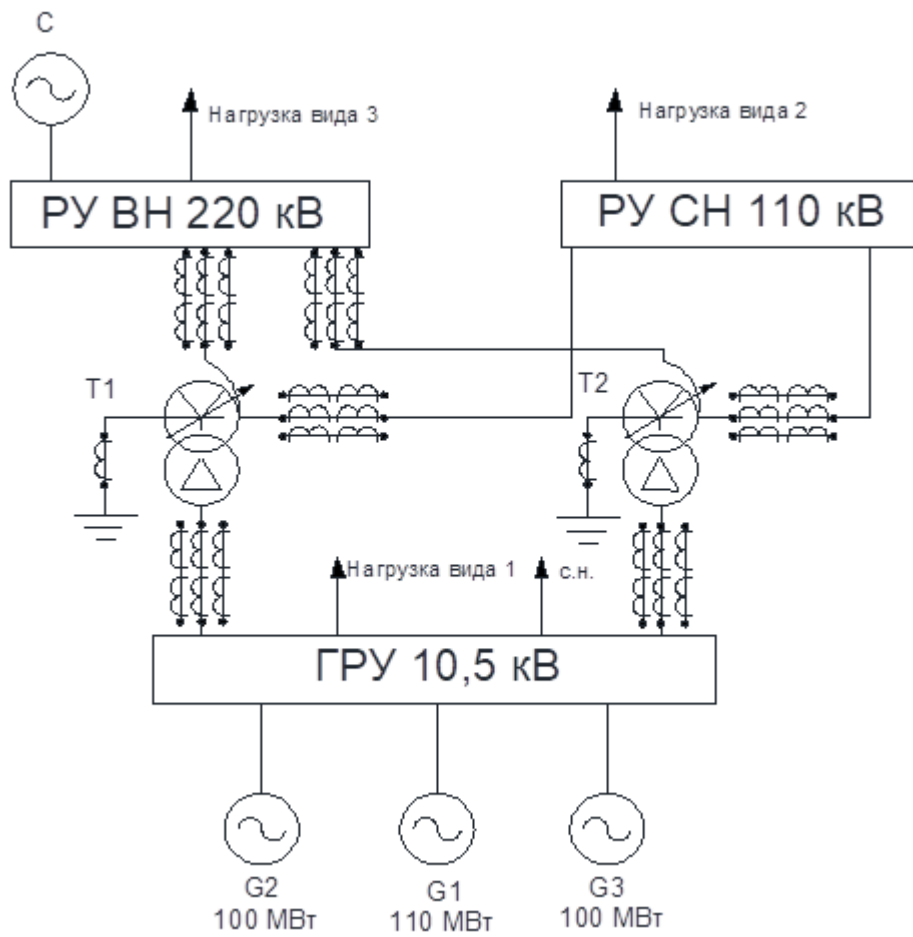 С
Нагрузка вида 3
Нагрузка вида 2
РУ ВН 220 кВ
РУ СН 110 кВ
Т1
Т2
Нагрузка вида 1
с.н.
ГРУ 10,5 кВ
G2
100 МВт
G1
110 МВт
G3
100 МВт